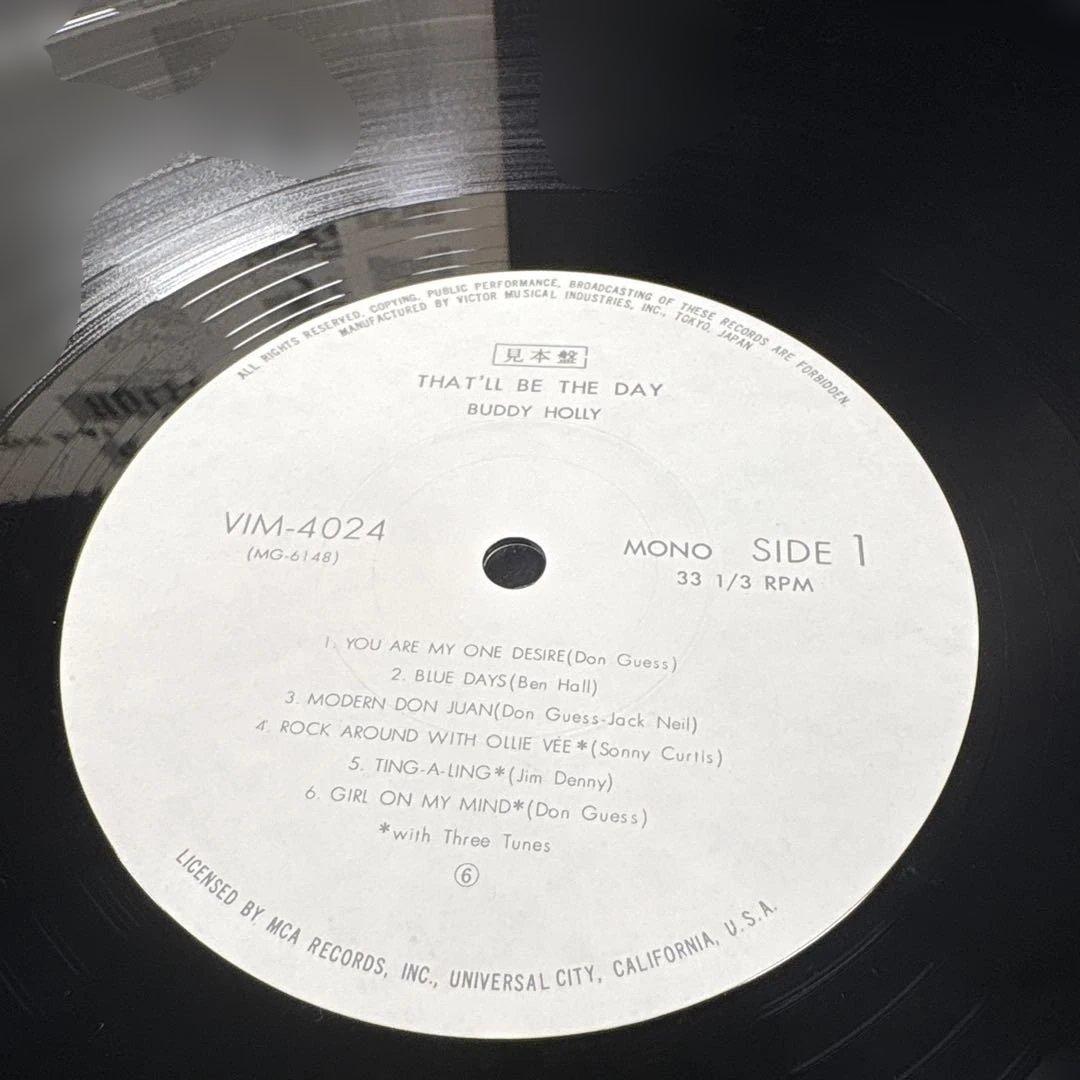 ALL RIGHTS RESERVED. COPYING, PUBLIC PERFORMANCE, BROADCASTING OF THESE RECORDS ARE FORBIDDEN.
MANUFACTURED BY VICTOR MUSICAL INDUSTRIES, INC., TOKYO, JAPAN
見本盤
THAT'LL BE THE DAY
BUDDY HOLLY
VIM-4024
(MG-6148)
MONO SIDE 1
33 1/3 RPM
1. YOU ARE MY ONE DESIRE(Don Guess)
2. BLUE DAYS(Ben Hall)
3. MODERN DON JUAN(Don Guess-Jack Neil)
4. ROCK AROUND WITH OLLIE VEE*(Sonny Curtis)
5. TING-A-LING*(Jim Denny)
6. GIRL ON MY MIND*(Don Guess)
*with Three Tunes
⑥
LICENSED BY MCA RECORDS, INC., UNIVERSAL CITY, CALIFORNIA, U.S.A.